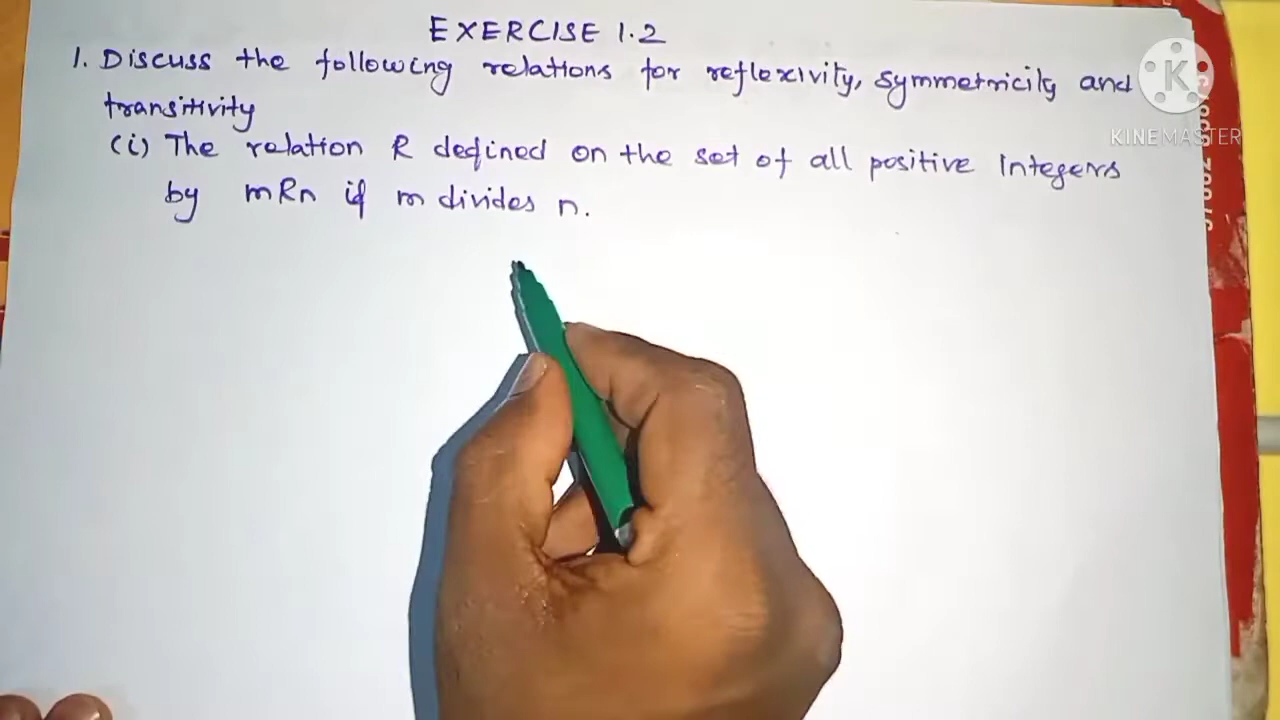 EXERCISE 1.2
1. Discuss the following relations for reflexivity, symmetricity and
transitivity
(i) The relation R defined on the set of all positive integers
by mRn if m divides n.
K
KINEMASTER